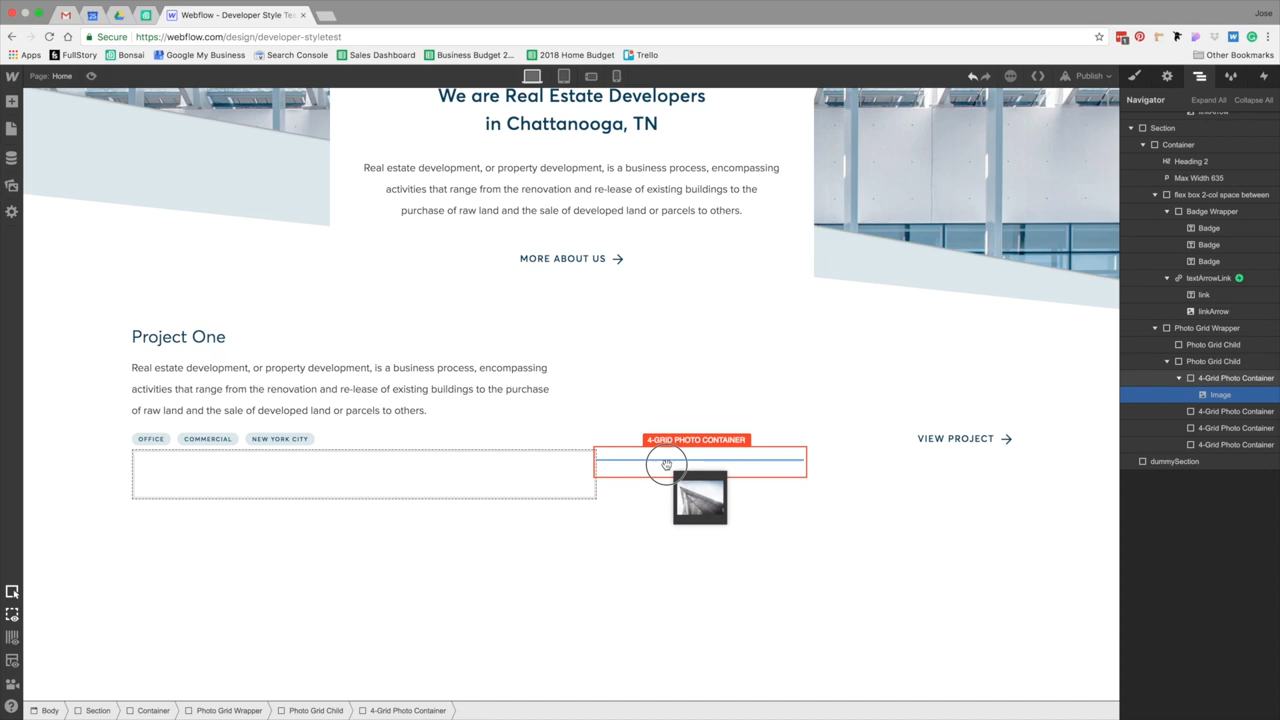 Jose
Webflow - Developer Style Te
Secure
https://webflow.com/design/developer-styletest
Apps
FullStory
Bonsai
Google My Business
Search Console
Sales Dashboard
Business Budget 2...
2018 Home Budget
Trello
Other Bookmarks
Page: Home
Publish
Navigator
Expand All
Collapse All
We are Real Estate Developers
in Chattanooga, TN
Real estate development, or property development, is a business process, encompassing
activities that range from the renovation and re-lease of existing buildings to the
purchase of raw land and the sale of developed land or parcels to others.
MORE ABOUT US
Project One
Real estate development, or property development, is a business process, encompassing
activities that range from the renovation and re-lease of existing buildings to the purchase
of raw land and the sale of developed land or parcels to others.
OFFICE
COMMERCIAL
NEW YORK CITY
4-GRID PHOTO CONTAINER
VIEW PROJECT
linkArrow
Section
Container
H2 Heading 2
P Max Width 635
flex box 2-col space between
Badge Wrapper
Badge
Badge
Badge
textArrowLink
link
linkArrow
Photo Grid Wrapper
Photo Grid Child
Photo Grid Child
4-Grid Photo Container
Image
4-Grid Photo Container
4-Grid Photo Container
4-Grid Photo Container
dummySection
Body
Section
Container
Photo Grid Wrapper
Photo Grid Child
4-Grid Photo Container